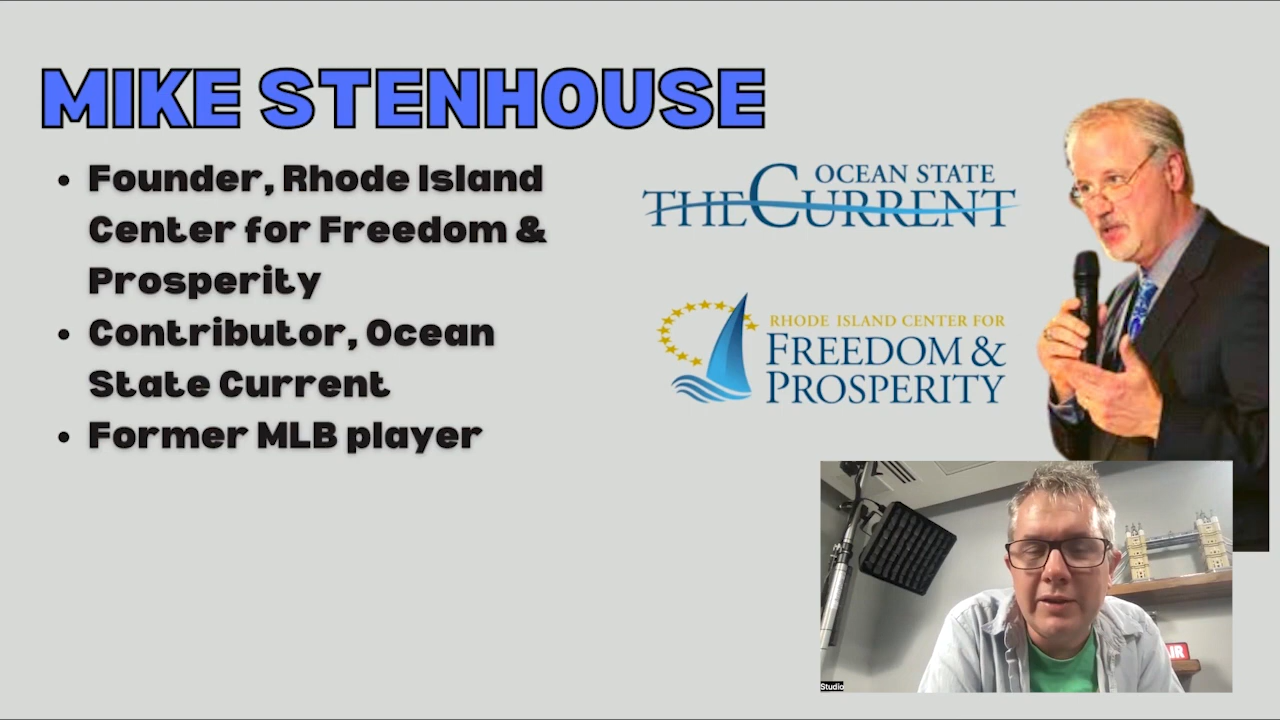 MIKE STENHOUSE
• Founder, Rhode Island
Center for Freedom &
Prosperity
• Contributor, Ocean
State Current
• Former MLB player
OCEAN STATE
THE CURRENT
RHODE ISLAND CENTER FOR
FREEDOM &
PROSPERITY
Studio